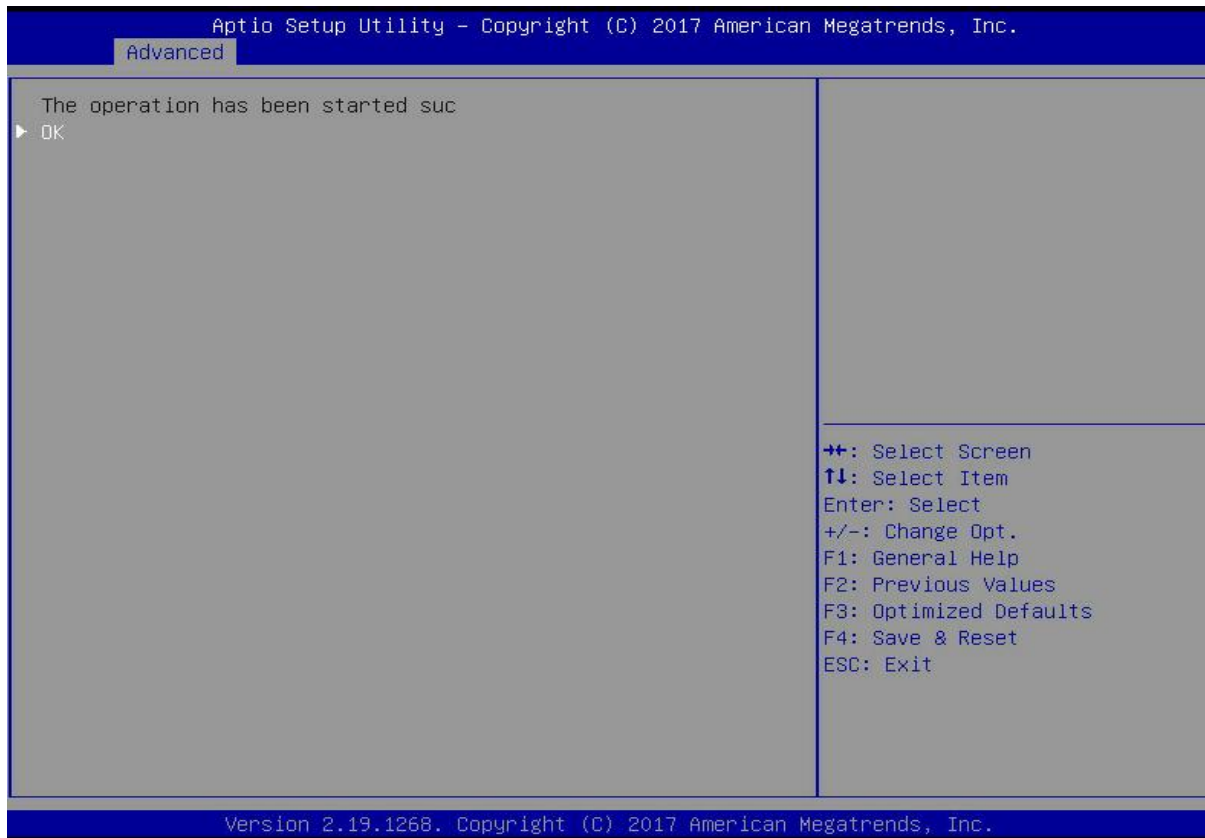 Aptio Setup Utility – Copyright (C) 2017 American Megatrends, Inc.
Advanced
The operation has been started suc
► OK
→←: Select Screen
↑↓: Select Item
Enter: Select
+/-: Change Opt.
F1: General Help
F2: Previous Values
F3: Optimized Defaults
F4: Save & Reset
ESC: Exit
Version 2.19.1268. Copyright (C) 2017 American Megatrends, Inc.